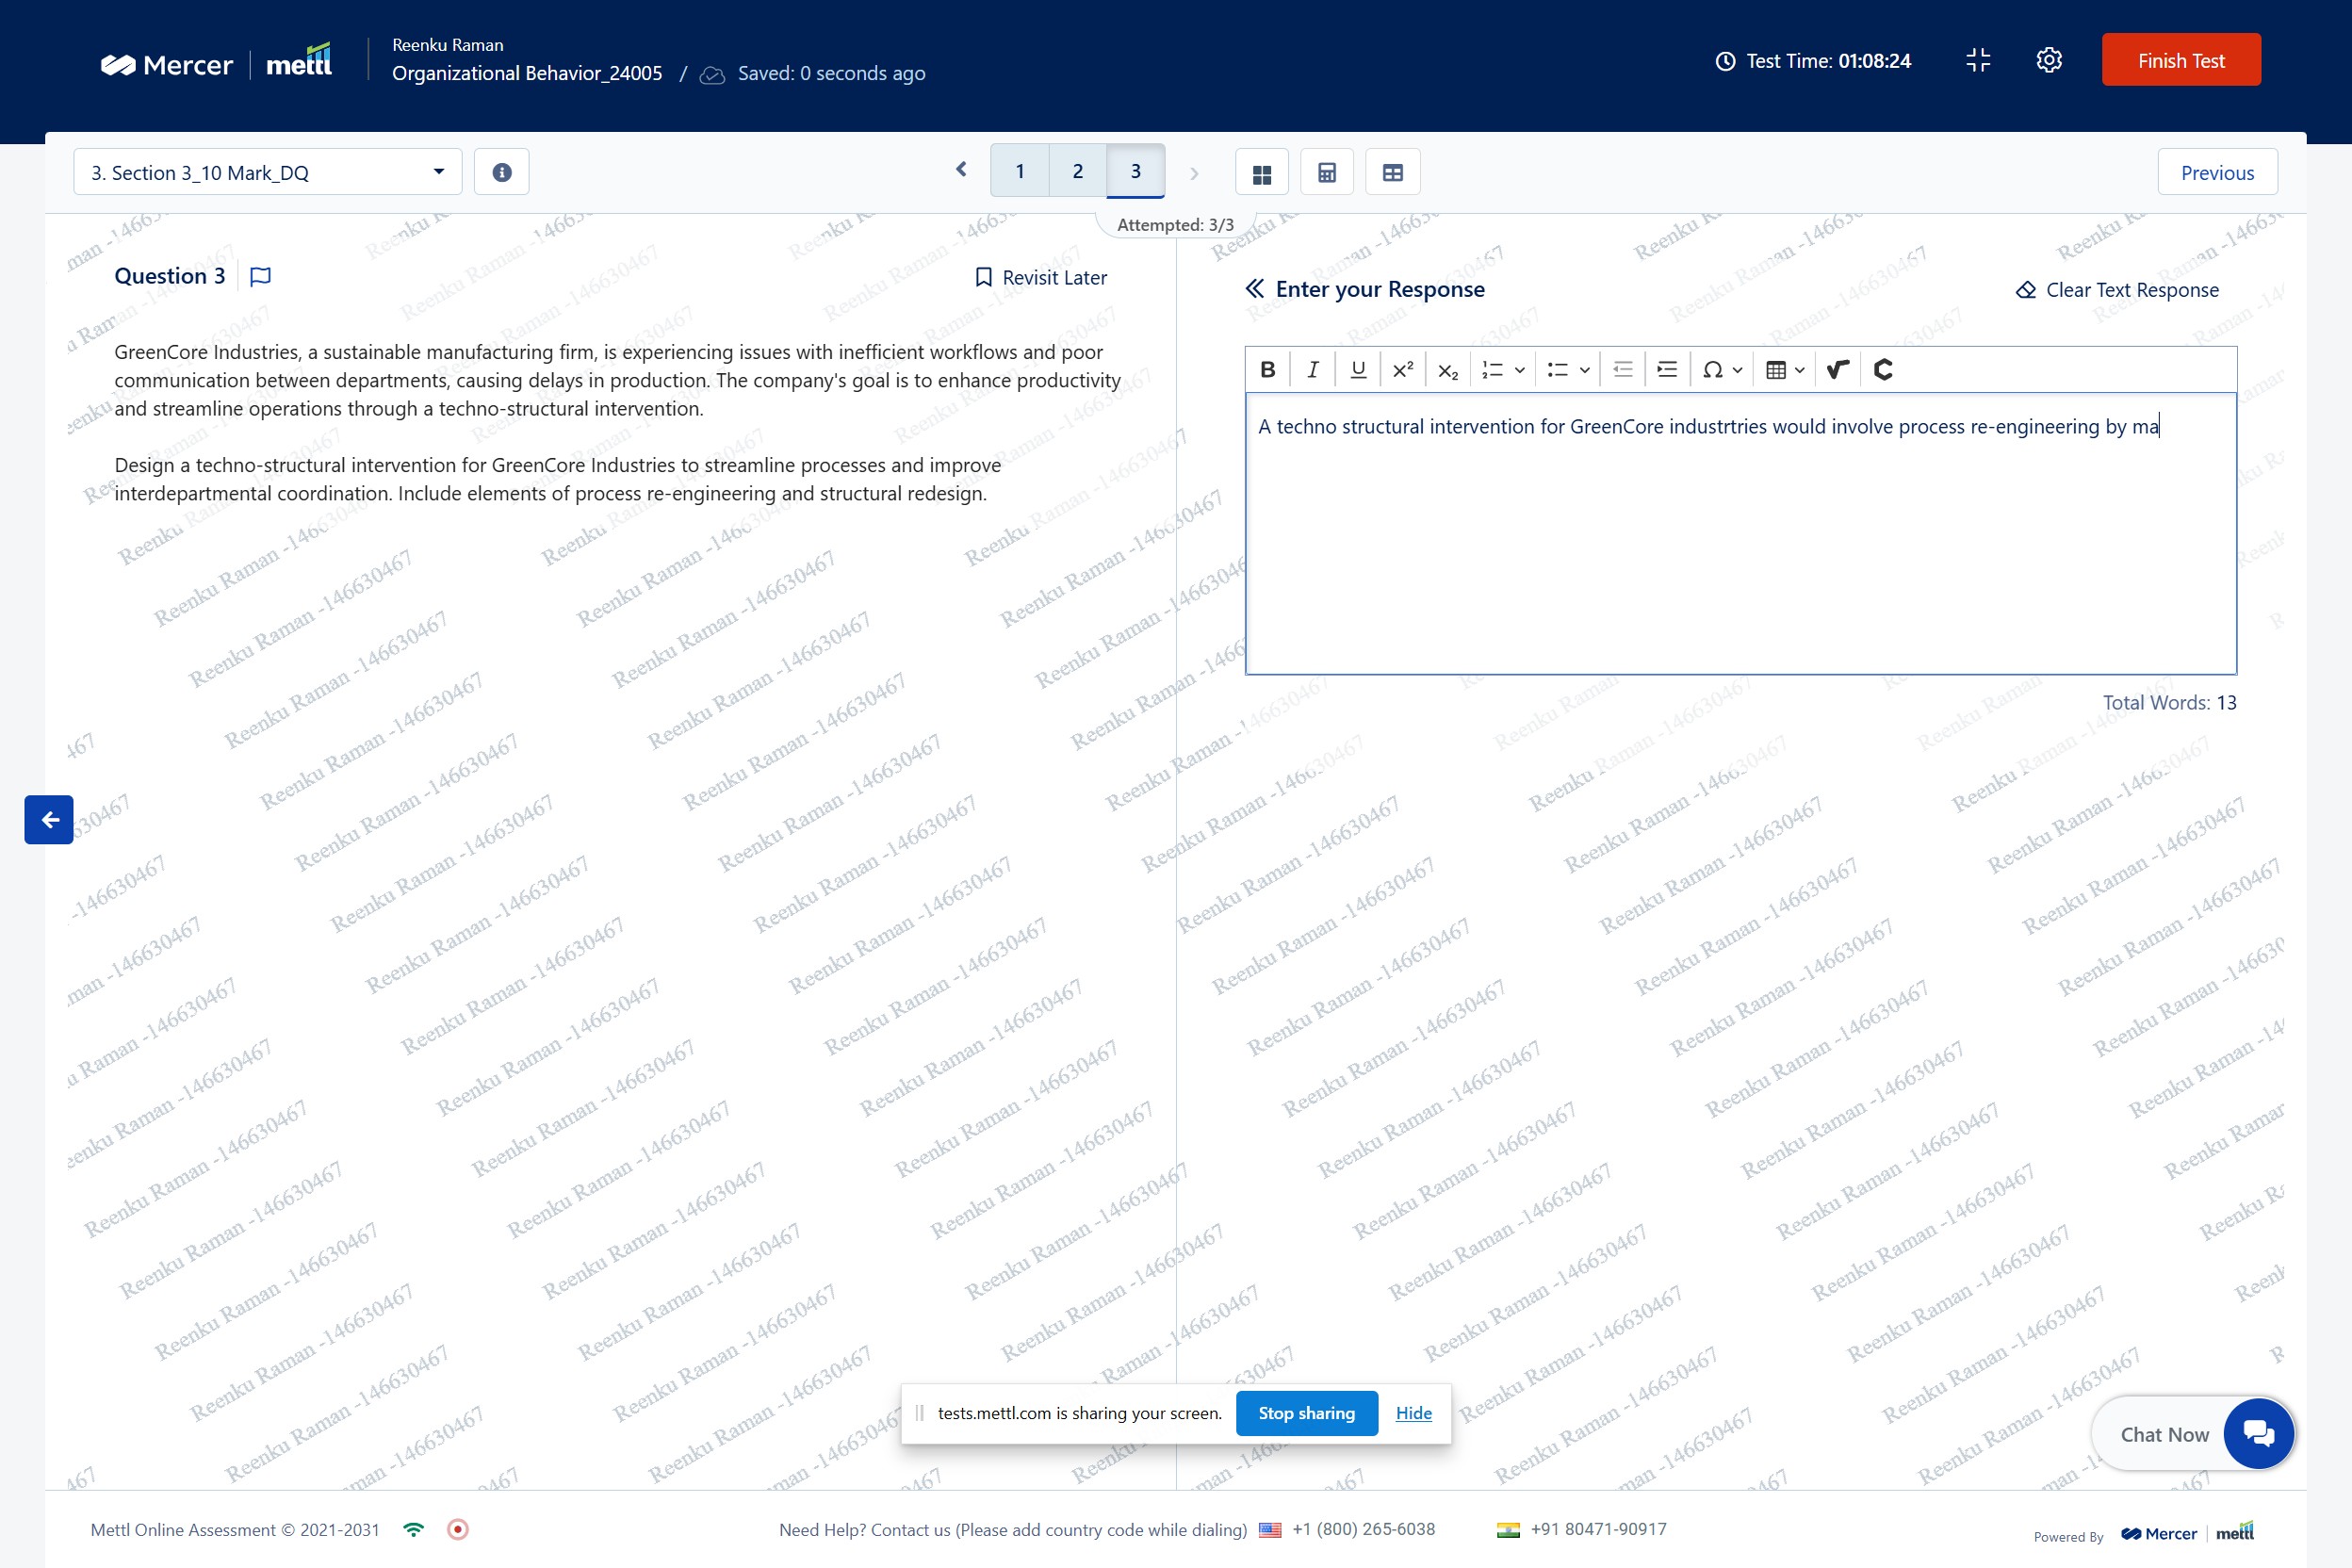 Mercer | mettl
Reenku Raman
Organizational Behavior_24005 / Saved: 0 seconds ago
Test Time: 01:08:24
Finish Test
3. Section 3_10 Mark_DQ
1 2 3
Previous
Attempted: 3/3
Question 3
Revisit Later
GreenCore Industries, a sustainable manufacturing firm, is experiencing issues with inefficient workflows and poor
communication between departments, causing delays in production. The company's goal is to enhance productivity
and streamline operations through a techno-structural intervention.
Design a techno-structural intervention for GreenCore Industries to streamline processes and improve
interdepartmental coordination. Include elements of process re-engineering and structural redesign.
Enter your Response
Clear Text Response
A techno structural intervention for GreenCore industrtries would involve process re-engineering by ma
Total Words: 13
Reenku Raman -146630467
tests.mettl.com is sharing your screen.
Stop sharing
Hide
Chat Now
Mettl Online Assessment © 2021-2031
Need Help? Contact us (Please add country code while dialing) +1 (800) 265-6038 +91 80471-90917
Powered By Mercer | mettl